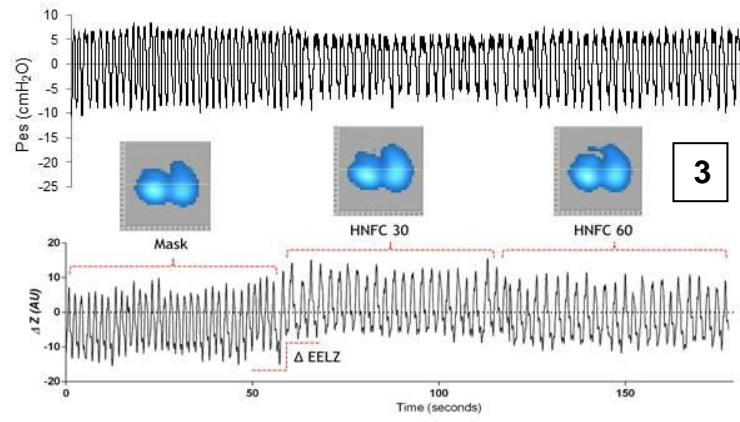 10
5
0
-5
-10
-15
-20
-25
Pes (cmH2O)
3
Mask
HNFC 30
HNFC 60
20
10
0
-10
-20
Δ Z (AU)
Δ EELZ
0
50
100
150
Time (seconds)